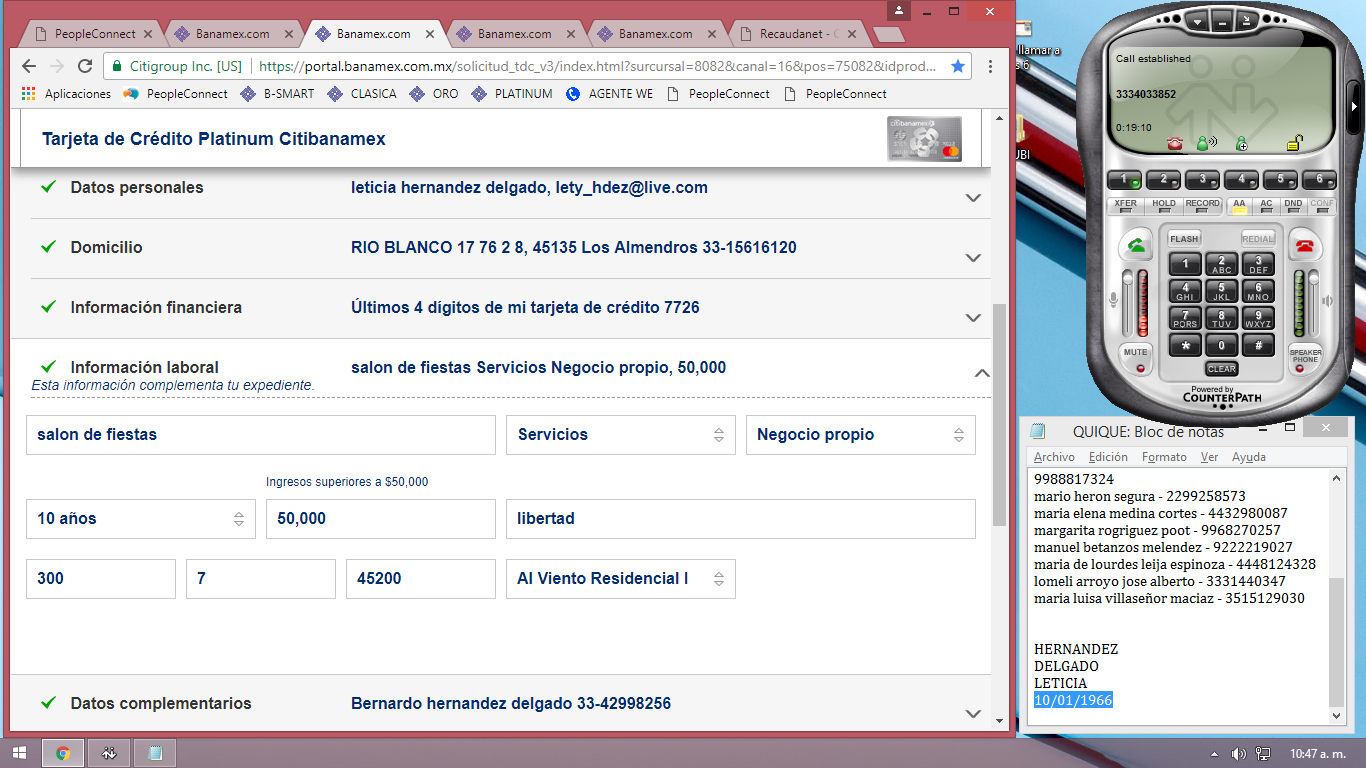 PeopleConnect
Banamex.com
Banamex.com
Banamex.com
Banamex.com
Recaudanet - C
Citigroup Inc. [US]
https://portal.banamex.com.mx/solicitud_tdc_v3/index.html?surcursal=8082&canal=16&pos=75082&idprod...
Aplicaciones
PeopleConnect
B-SMART
CLASICA
ORO
PLATINUM
AGENTE WE
PeopleConnect
PeopleConnect
Tarjeta de Crédito Platinum Citibanamex
citibanamex
Datos personales
leticia hernandez delgado, lety_hdez@live.com
Domicilio
RIO BLANCO 17 76 2 8, 45135 Los Almendros 33-15616120
Información financiera
Últimos 4 dígitos de mi tarjeta de crédito 7726
Información laboral
salon de fiestas Servicios Negocio propio, 50,000
Esta información complementa tu expediente.
salon de fiestas
Servicios
Negocio propio
Ingresos superiores a $50,000
10 años
50,000
libertad
300
7
45200
Al Viento Residencial I
Datos complementarios
Bernardo hernandez delgado 33-42998256
llamar a
s 6
UBI
Call established
3334033852
0:19:10
1
2
3
4
5
6
XFER
HOLD
RECORD
AA
AC
DND
CONF
FLASH
REDIAL
1
2 ABC
3 DEF
4 GHI
5 JKL
6 MNO
7 PQRS
8 TUV
9 WXYZ
*
0
#
MUTE
CLEAR
SPEAKER
PHONE
Powered by
COUNTERPATH
QUIQUE: Bloc de notas
Archivo
Edición
Formato
Ver
Ayuda
9988817324
mario heron segura - 2299258573
maria elena medina cortes - 4432980087
margarita rogriguez poot - 9968270257
manuel betanzos melendez - 9222219027
maria de lourdes leija espinoza - 4448124328
lomeli arroyo jose alberto - 3331440347
maria luisa villaseñor maciaz - 3515129030
HERNANDEZ
DELGADO
LETICIA
10/01/1966
10:47 a. m.